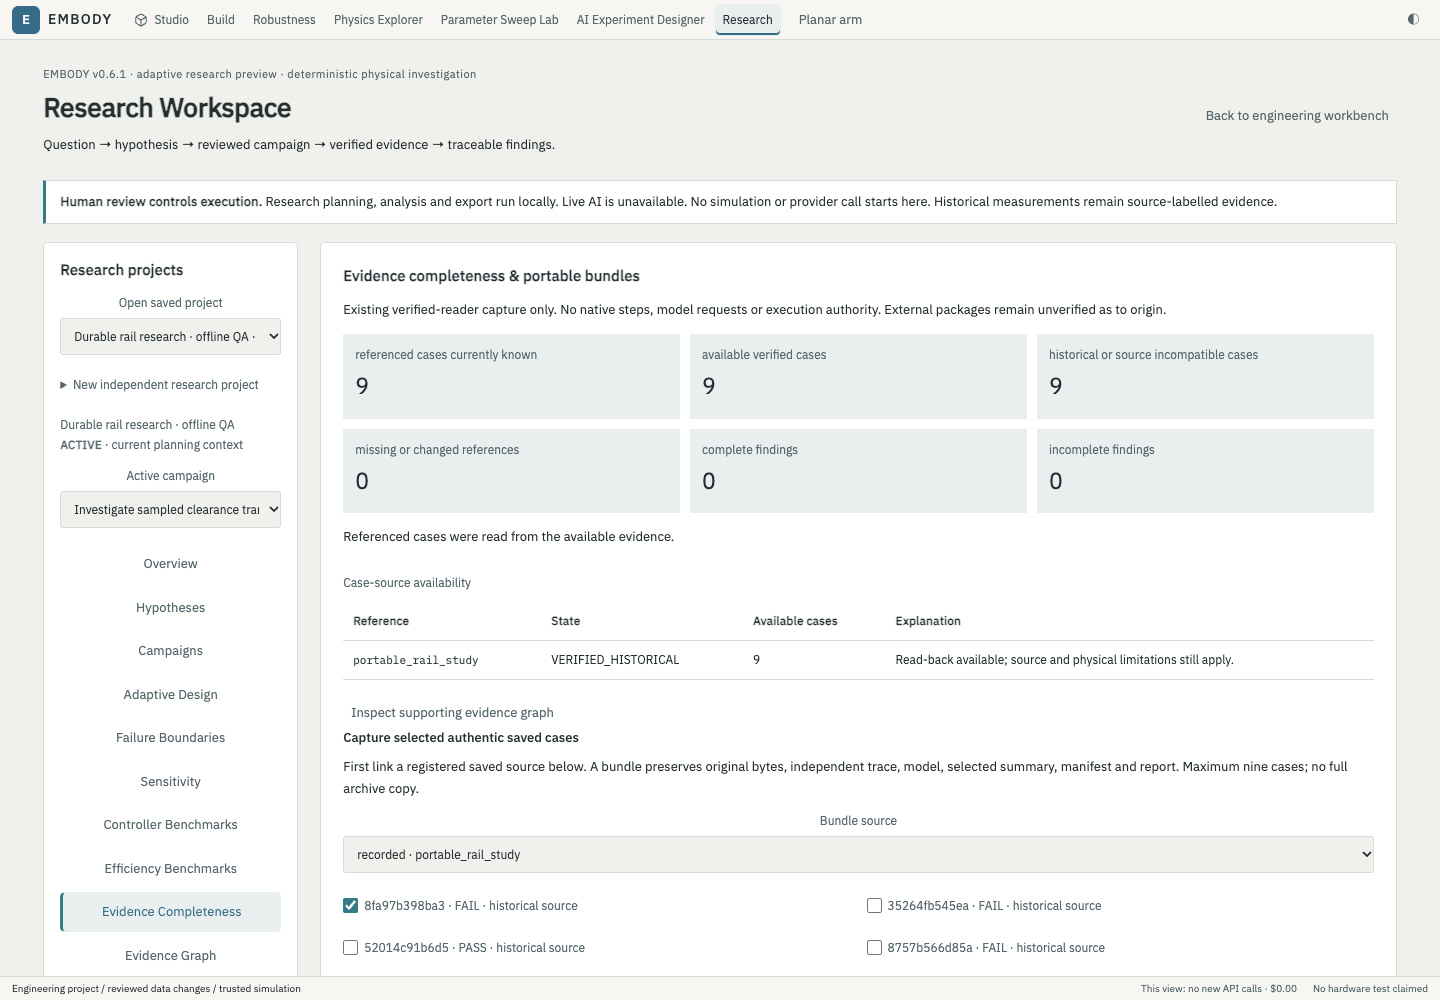 E EMBODY Studio Build Robustness Physics Explorer Parameter Sweep Lab AI Experiment Designer Research Planar arm
EMBODY v0.6.1 · adaptive research preview · deterministic physical investigation
Research Workspace
Back to engineering workbench
Question → hypothesis → reviewed campaign → verified evidence → traceable findings.
Human review controls execution. Research planning, analysis and export run locally. Live AI is unavailable. No simulation or provider call starts here. Historical measurements remain source-labelled evidence.
Research projects
Open saved project
Durable rail research · offline QA ·
New independent research project
Durable rail research · offline QA
ACTIVE · current planning context
Active campaign
Investigate sampled clearance trar
Overview
Hypotheses
Campaigns
Adaptive Design
Failure Boundaries
Sensitivity
Controller Benchmarks
Efficiency Benchmarks
Evidence Completeness
Evidence Graph
Evidence completeness & portable bundles
Existing verified-reader capture only. No native steps, model requests or execution authority. External packages remain unverified as to origin.
referenced cases currently known
9
available verified cases
9
historical or source incompatible cases
9
missing or changed references
0
complete findings
0
incomplete findings
0
Referenced cases were read from the available evidence.
Case-source availability
Reference State Available cases Explanation
portable_rail_study VERIFIED_HISTORICAL 9 Read-back available; source and physical limitations still apply.
Inspect supporting evidence graph
Capture selected authentic saved cases
First link a registered saved source below. A bundle preserves original bytes, independent trace, model, selected summary, manifest and report. Maximum nine cases; no full
archive copy.
Bundle source
recorded · portable_rail_study
8fa97b398ba3 · FAIL · historical source
35264fb545ea · FAIL · historical source
52014c91b6d5 · PASS · historical source
8757b566d85a · FAIL · historical source
Engineering project / reviewed data changes / trusted simulation
This view: no new API calls · $0.00 No hardware test claimed